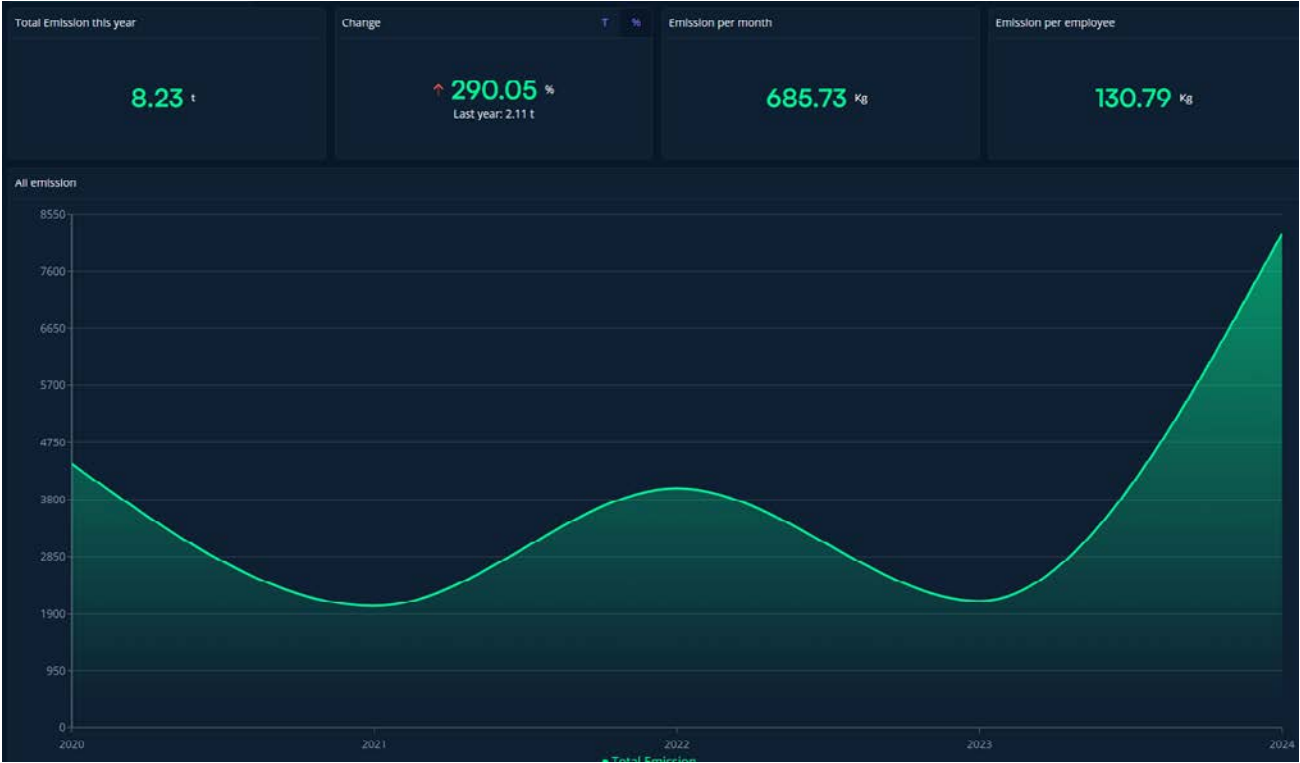 Total Emission this year
8.23 t
Change
T %
↑ 290.05 %
Last year: 2.11 t
Emission per month
685.73 Kg
Emission per employee
130.79 Kg
All emission
8550
7600
6650
5700
4750
3800
2850
1900
950
0
2020 2021 2022 2023 2024
Total Emission